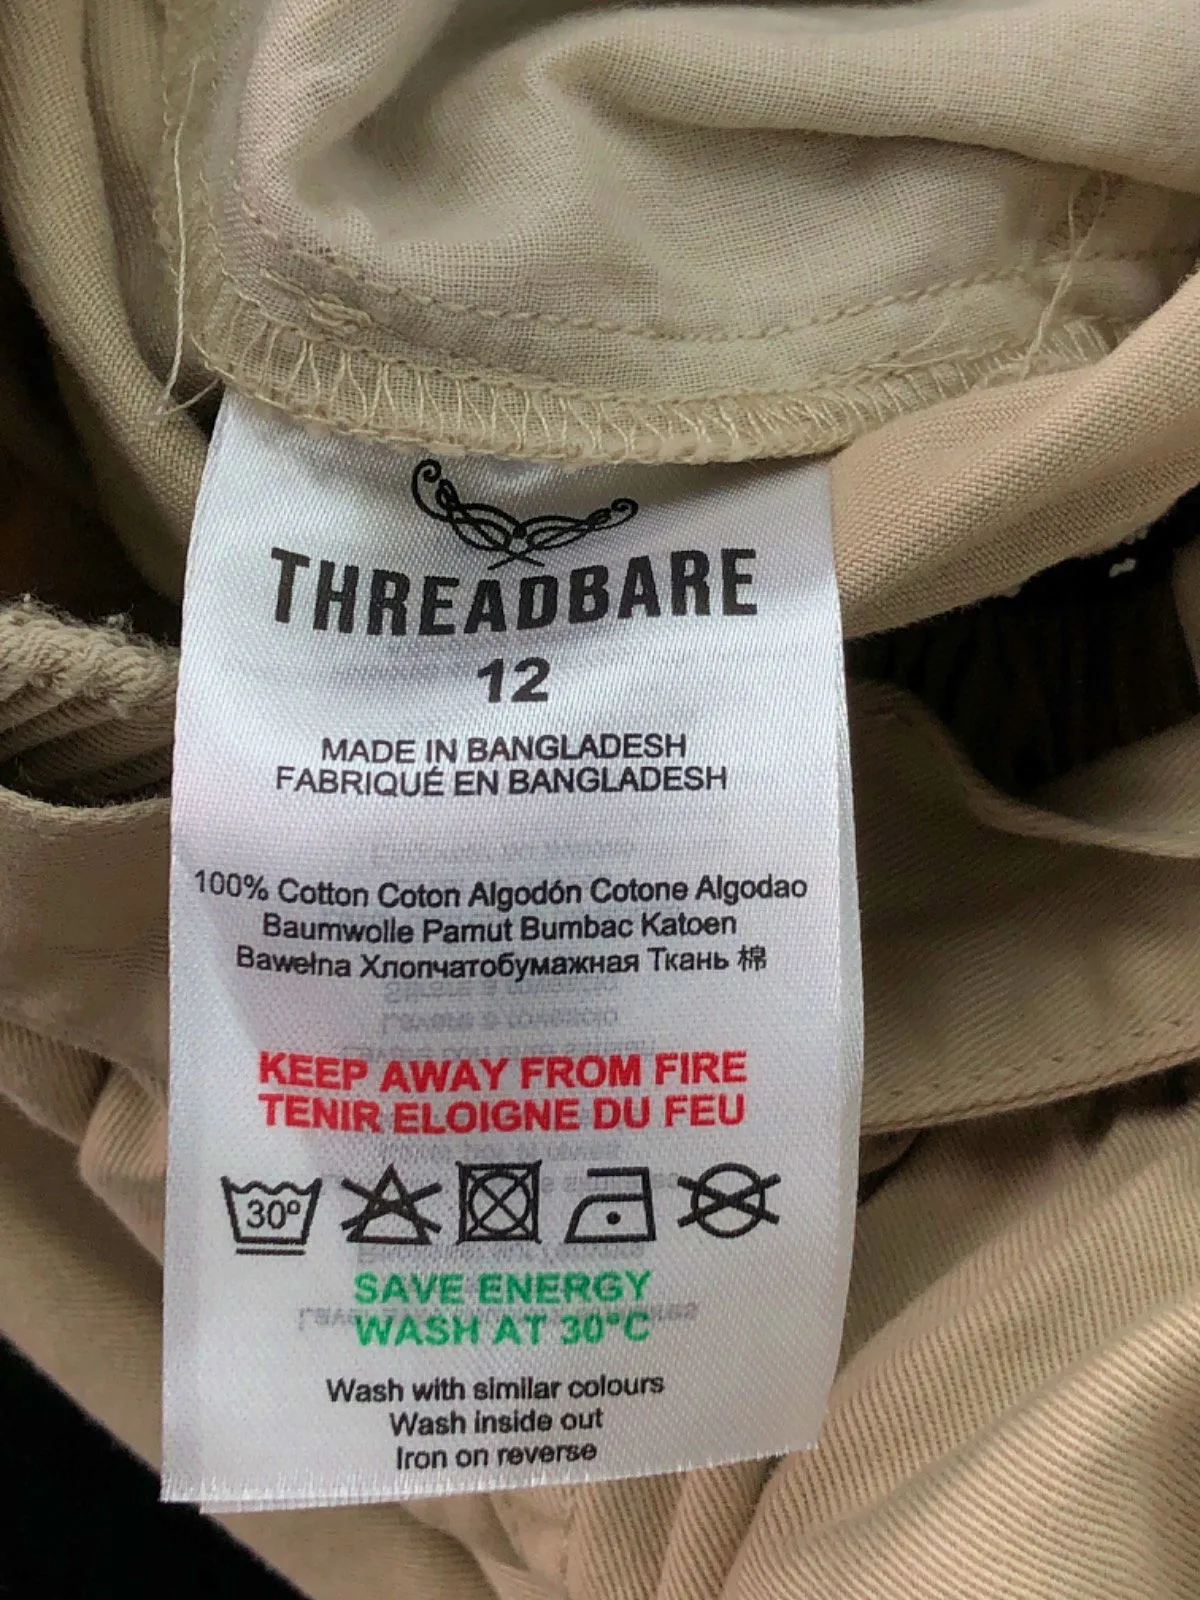 THREADBARE
12
MADE IN BANGLADESH
FABRIQUÉ EN BANGLADESH
100% Cotton Coton Algodón Cotone Algodao
Baumwolle Pamut Bumbac Katoen
Bawełna Хлопчатобумажная Ткань 棉
KEEP AWAY FROM FIRE
TENIR ELOIGNE DU FEU
30º
SAVE ENERGY
WASH AT 30°C
Wash with similar colours
Wash inside out
Iron on reverse